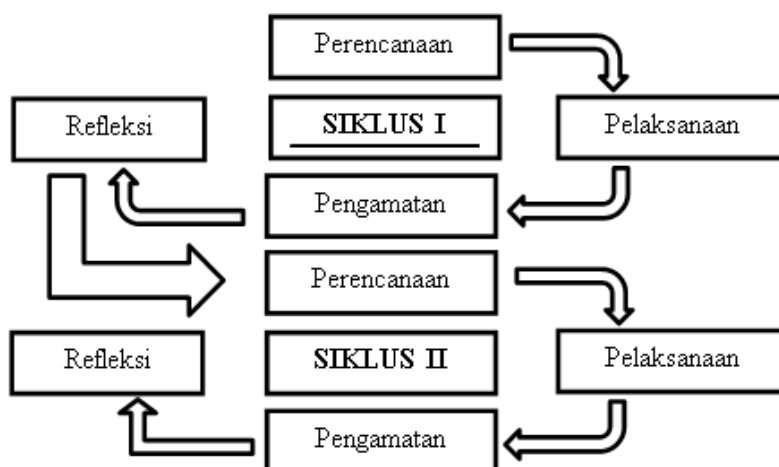 Perencanaan
Refleksi
SIKLUS I
Pelaksanaan
Pengamatan
Perencanaan
Refleksi
SIKLUS II
Pelaksanaan
Pengamatan